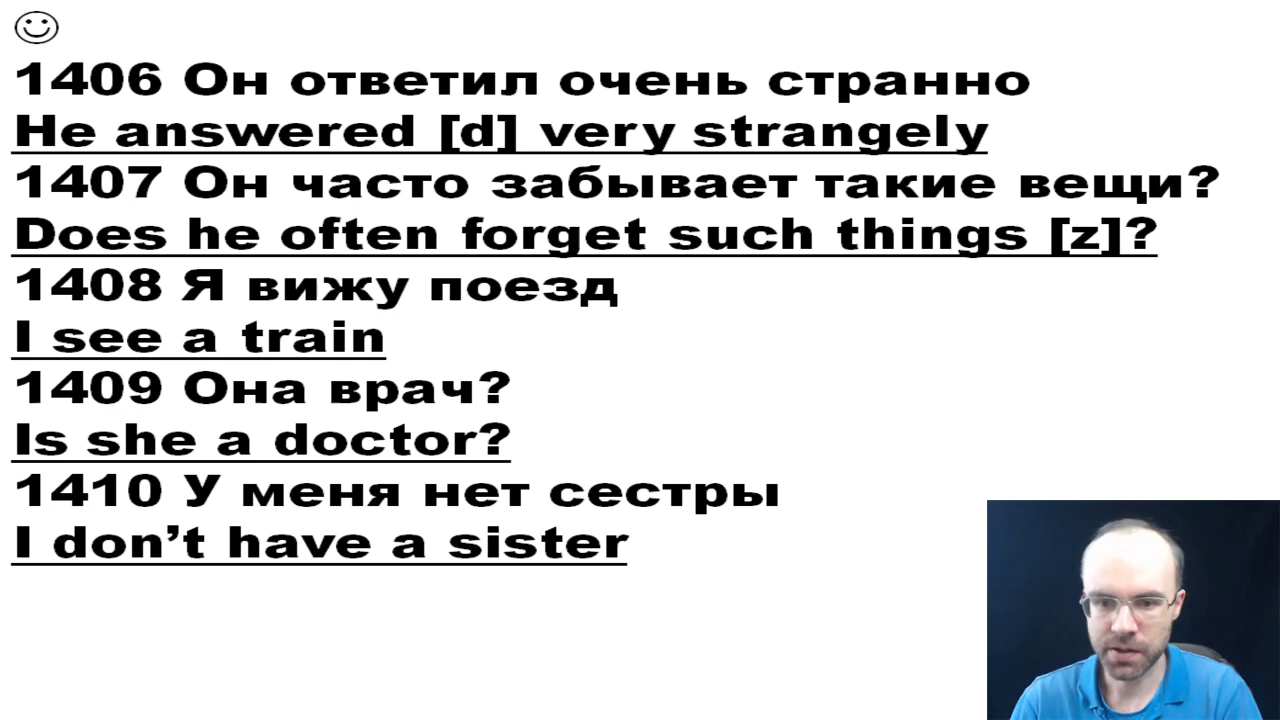 1406 Он ответил очень странно
He answered [d] very strangely
1407 Он часто забывает такие вещи?
Does he often forget such things [z]?
1408 Я вижу поезд
I see a train
1409 Она врач?
Is she a doctor?
1410 У меня нет сестры
I don’t have a sister